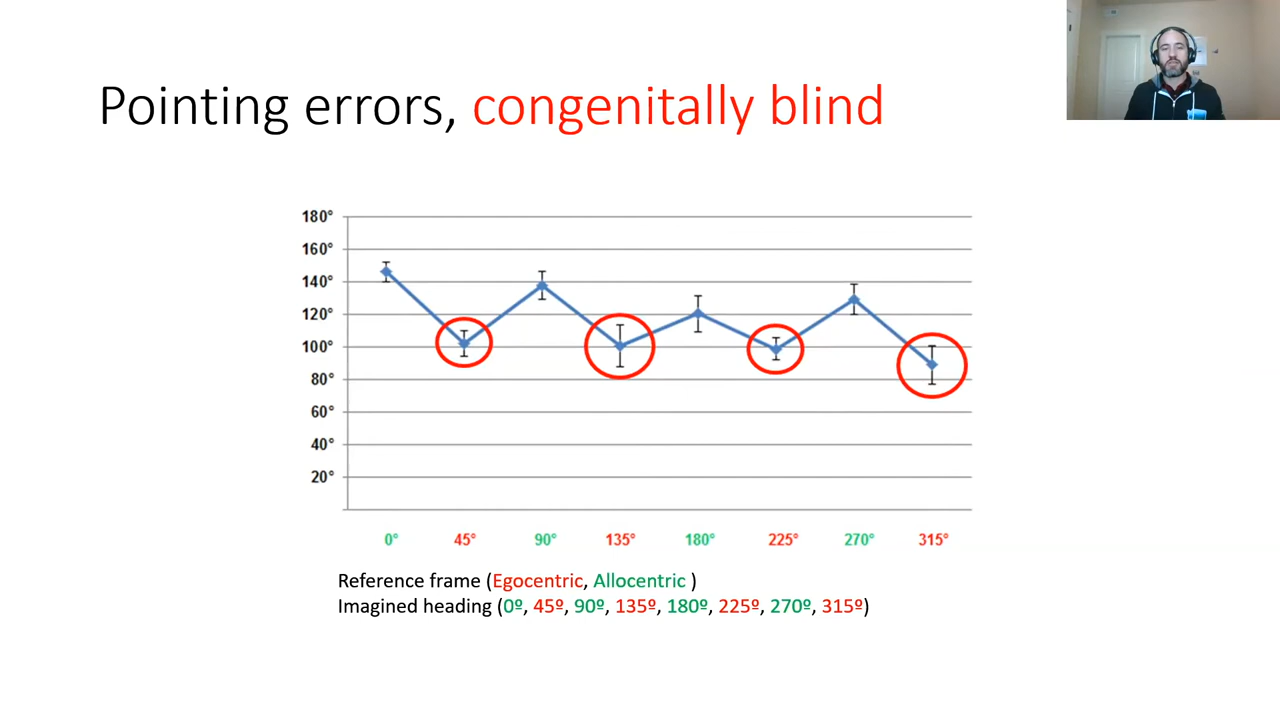 Pointing errors, congenitally blind
180°
160°
140°
120°
100°
80°
60°
40°
20°
0° 45° 90° 135° 180° 225° 270° 315°
Reference frame (Egocentric, Allocentric )
Imagined heading (0º, 45º, 90º, 135º, 180º, 225º, 270º, 315º)